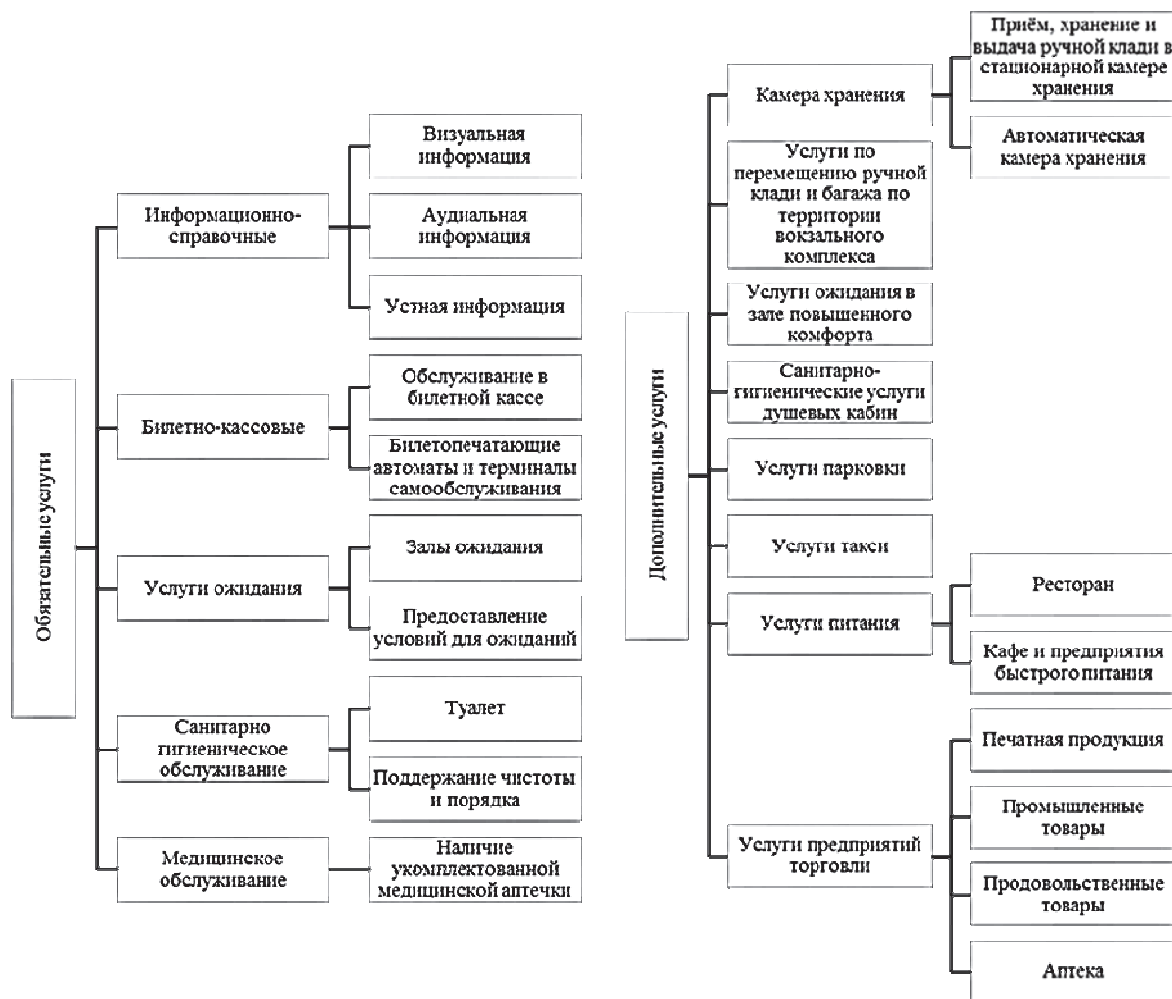 Обязательные услуги
Информационно-
справочные
Визуальная
информация
Аудиальная
информация
Устная информация
Билетно-кассовые
Обслуживание в
билетной кассе
Билетопечатающие
автоматы и терминалы
самообслуживания
Услуги ожидания
Залы ожидания
Предоставление
условий для ожиданий
Санитарно
гигиеническое
обслуживание
Туалет
Поддержание чистоты
и порядка
Медицинское
обслуживание
Наличие
укомплектованной
медицинской аптечки
Дополнительные услуги
Камера хранения
Приём, хранение и
выдача ручной клади в
стационарной камере
хранения
Автоматическая
камера хранения
Услуги по
перемещению ручной
клади и багажа по
территории
вокзального
комплекса
Услуги ожидания в
зале повышенного
комфорта
Санитарно-
гигиенические услуги
душевых кабин
Услуги парковки
Услуги такси
Услуги питания
Ресторан
Кафе и предприятия
быстрого питания
Услуги предприятий
торговли
Печатная продукция
Промышленные
товары
Продовольственные
товары
Аптека